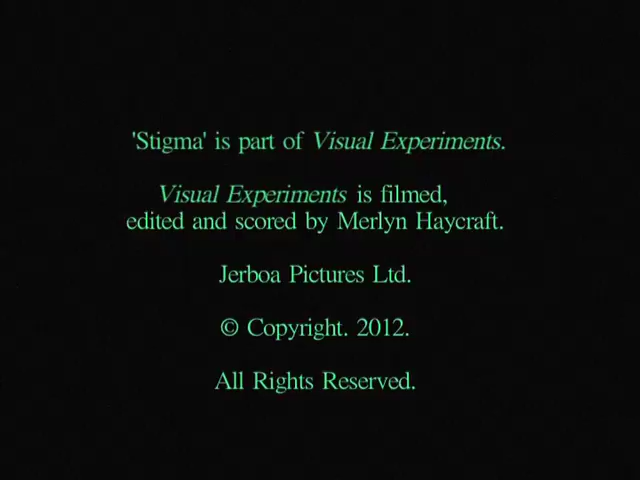 'Stigma' is part of Visual Experiments.
Visual Experiments is filmed,
edited and scored by Merlyn Haycraft.
Jerboa Pictures Ltd.
© Copyright. 2012.
All Rights Reserved.